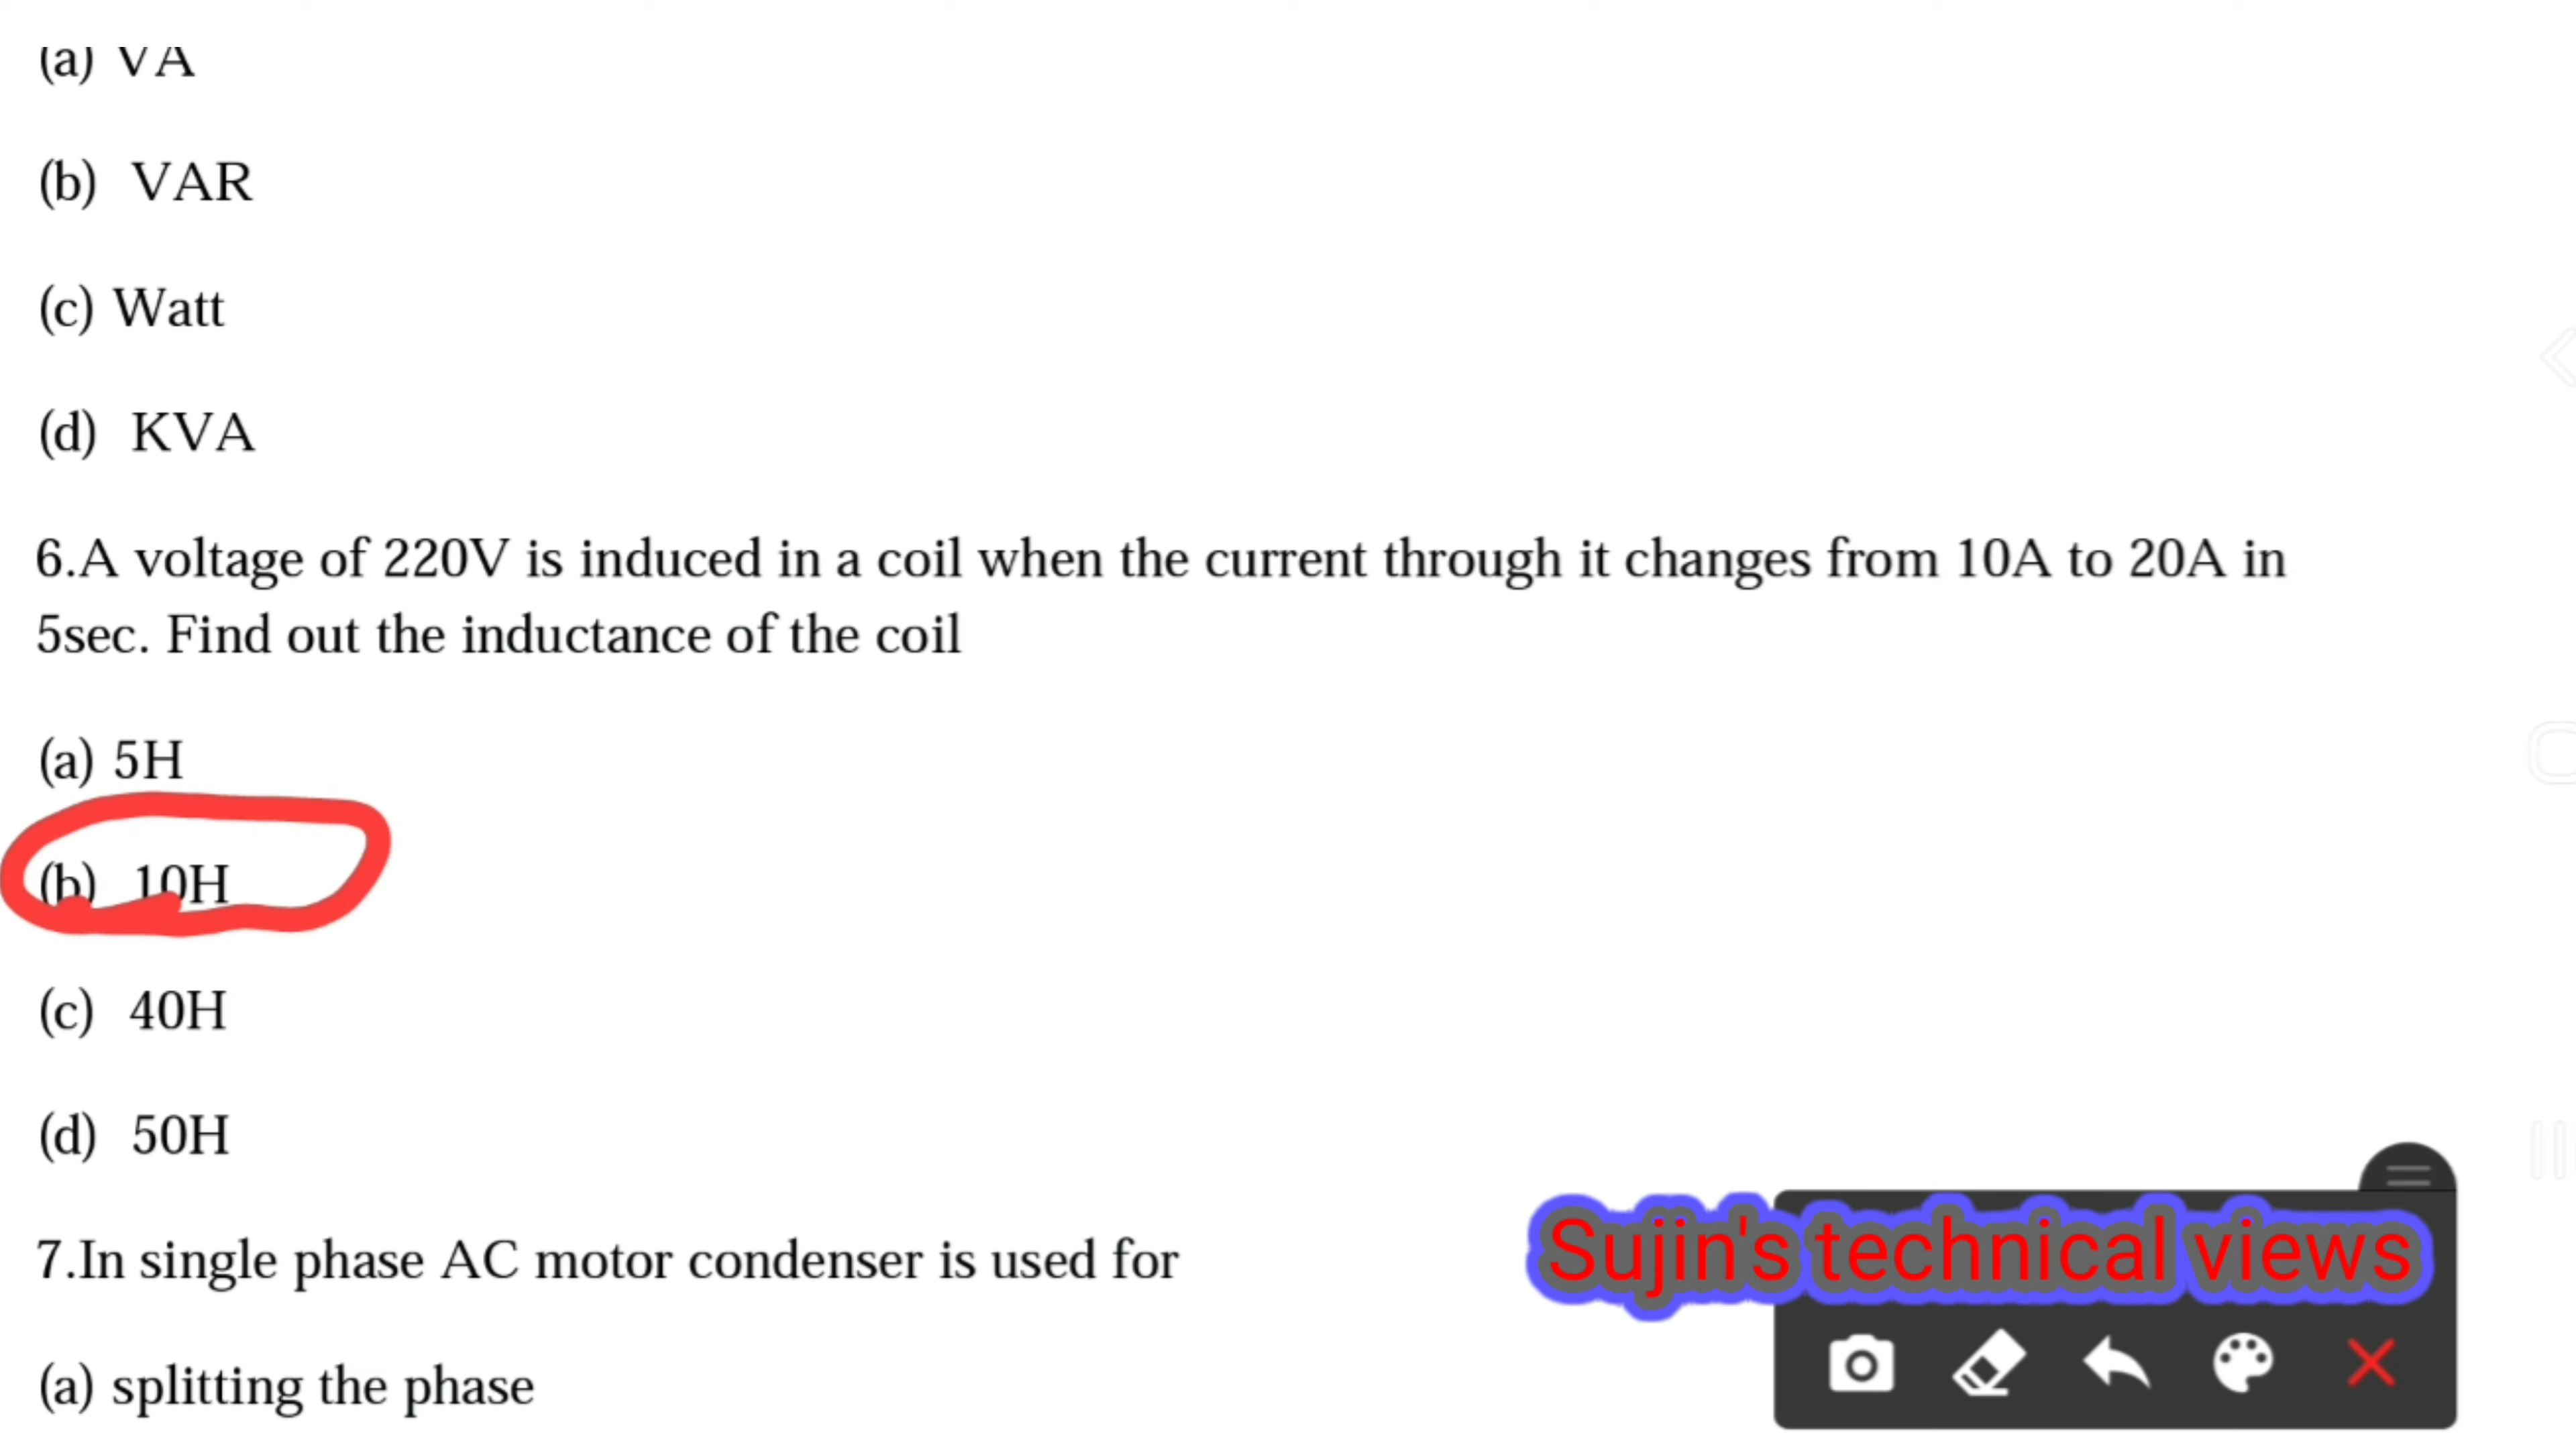 (a) VA
(b) VAR
(c) Watt
(d) KVA
6.A voltage of 220V is induced in a coil when the current through it changes from 10A to 20A in
5sec. Find out the inductance of the coil
(a) 5H
(b) 10H
(c) 40H
(d) 50H
7.In single phase AC motor condenser is used for
Sujin's technical views
(a) splitting the phase